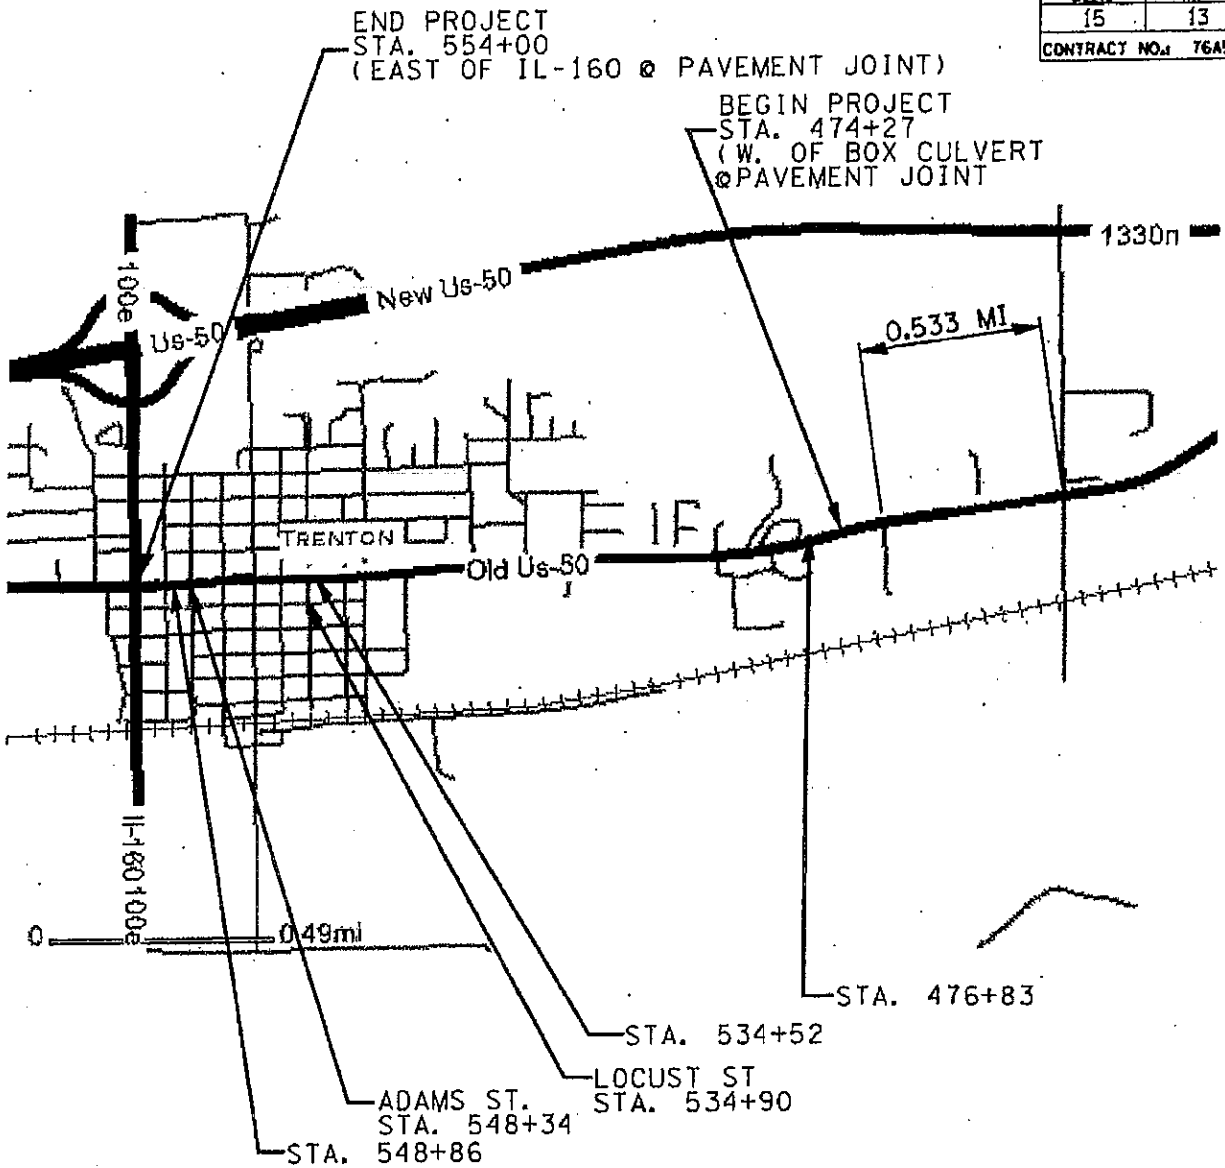 15 13
CONTRACT NO.: 76A5
END PROJECT
STA. 554+00
(EAST OF IL-160 @ PAVEMENT JOINT)
BEGIN PROJECT
STA. 474+27
(W. OF BOX CULVERT
@PAVEMENT JOINT
100e
Us-50
New Us-50
1330n
0.533 MI
TRENTON
Old Us-50
Il-160100e
0
0.49mi
STA. 476+83
STA. 534+52
LOCUST ST
STA. 534+90
ADAMS ST.
STA. 548+34
STA. 548+86